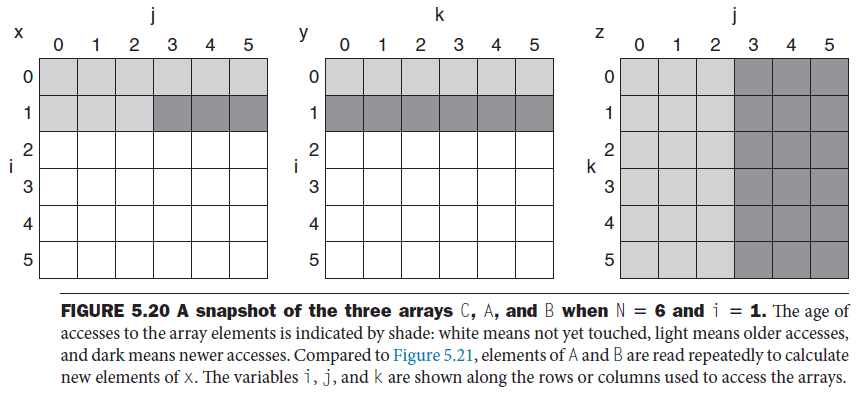 j k j
x y z
0 1 2 3 4 5 0 1 2 3 4 5 0 1 2 3 4 5
0 0 0
1 1 1
2 2 2
i i k
3 3 3
4 4 4
5 5 5
FIGURE 5.20 A snapshot of the three arrays C, A, and B when N = 6 and i = 1. The age of
accesses to the array elements is indicated by shade: white means not yet touched, light means older accesses,
and dark means newer accesses. Compared to Figure 5.21, elements of A and B are read repeatedly to calculate
new elements of x. The variables i, j, and k are shown along the rows or columns used to access the arrays.